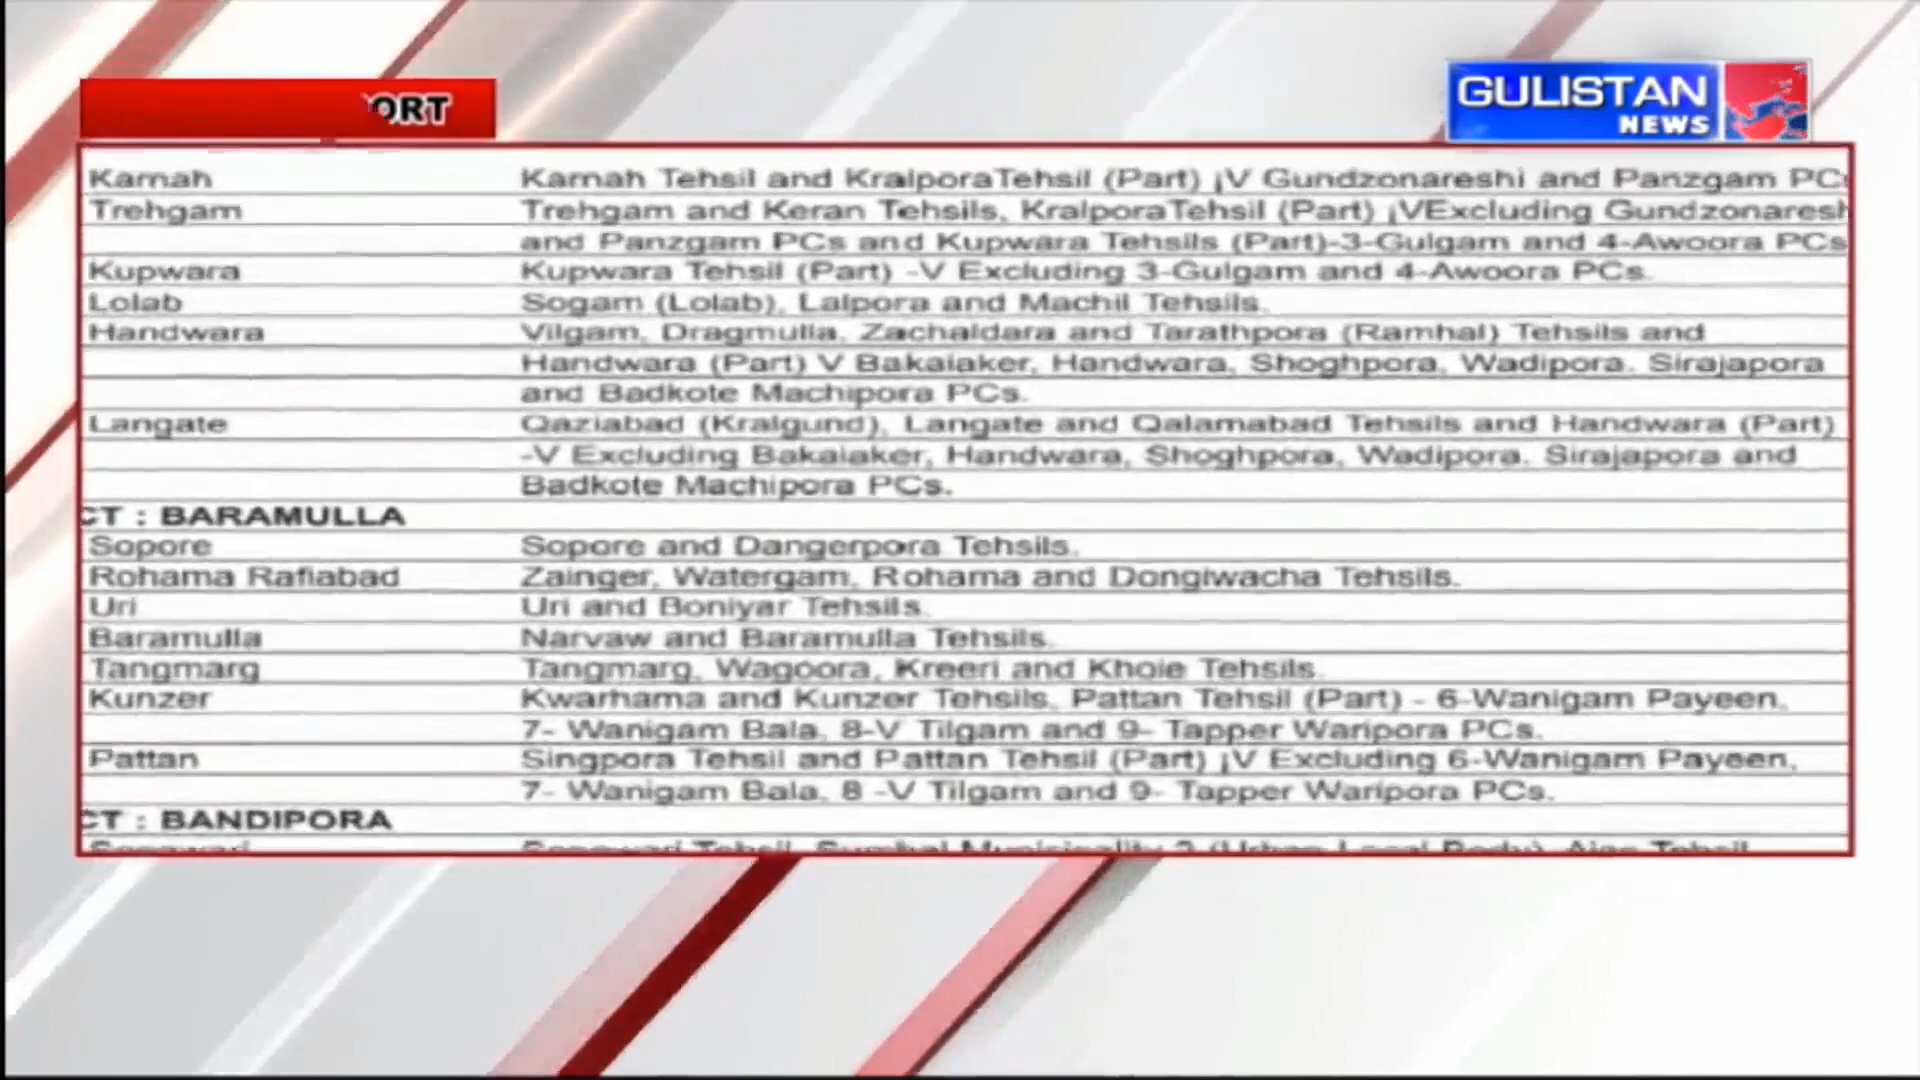 ORT
GULISTAN
NEWS
Karnah Karnah Tehsil and KralporaTehsil (Part) ¡V Gundzonareshi and Panzgam PC
Trehgam Trehgam and Keran Tehsils, KralporaTehsil (Part) ¡VExcluding Gundzonaresh
and Panzgam PCs and Kupwara Tehsils (Part)-3-Gulgam and 4-Awoora PCs
Kupwara Kupwara Tehsil (Part) -V Excluding 3-Gulgam and 4-Awoora PCs.
Lolab Sogam (Lolab), Lalpora and Machil Tehsils.
Handwara Vilgam, Dragmulla, Zachaldara and Tarathpora (Ramhal) Tehsils and
Handwara (Part) V Bakaiaker, Handwara, Shoghpora, Wadipora. Sirajapora
and Badkote Machipora PCs.
Langate Qaziabad (Kralgund), Langate and Qalamabad Tehsils and Handwara (Part)
-V Excluding Bakaiaker, Handwara, Shoghpora, Wadipora. Sirajapora and
Badkote Machipora PCs.
CT : BARAMULLA
Sopore Sopore and Dangerpora Tehsils.
Rohama Rafiabad Zainger, Watergam, Rohama and Dongiwacha Tehsils.
Uri Uri and Boniyar Tehsils.
Baramulla Narvaw and Baramulla Tehsils.
Tangmarg Tangmarg, Wagoora, Kreeri and Khoie Tehsils.
Kunzer Kwarhama and Kunzer Tehsils, Pattan Tehsil (Part) - 6-Wanigam Payeen,
7- Wanigam Bala, 8-V Tilgam and 9- Tapper Waripora PCs.
Pattan Singpora Tehsil and Pattan Tehsil (Part) ¡V Excluding 6-Wanigam Payeen,
7- Wanigam Bala, 8 -V Tilgam and 9- Tapper Waripora PCs.
CT : BANDIPORA